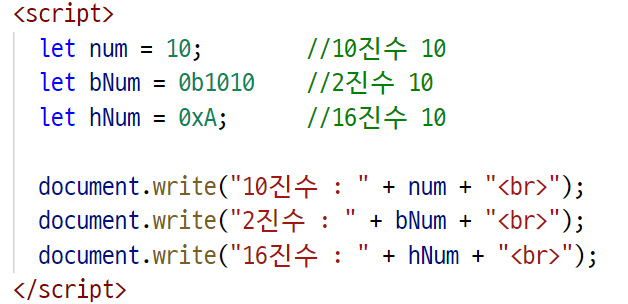 <script>
let num = 10; //10진수 10
let bNum = 0b1010 //2진수 10
let hNum = 0xA; //16진수 10
document.write("10진수 : " + num + "<br>");
document.write("2진수 : " + bNum + "<br>");
document.write("16진수 : " + hNum + "<br>");
</script>